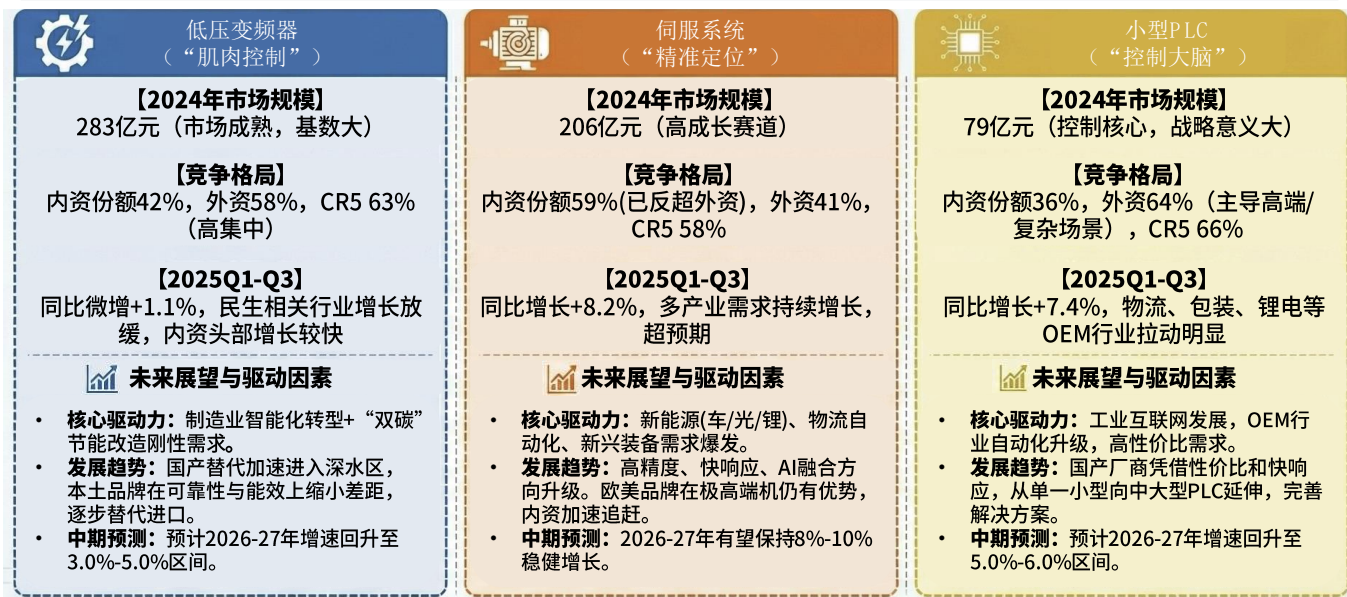 低压变频器
（“肌肉控制”）
【2024年市场规模】
283亿元（市场成熟，基数大）
【竞争格局】
内资份额42%，外资58%，CR5 63%
（高集中）
【2025Q1-Q3】
同比微增+1.1%，民生相关行业增长放
缓，内资头部增长较快
未来展望与驱动因素
• 核心驱动力：制造业智能化转型+“双碳”
节能改造刚性需求。
• 发展趋势：国产替代加速进入深水区，
本土品牌在可靠性与能效上缩小差距，
逐步替代进口。
• 中期预测：预计2026-27年增速回升至
3.0%-5.0%区间。
伺服系统
（“精准定位”）
【2024年市场规模】
206亿元（高成长赛道）
【竞争格局】
内资份额59%(已反超外资)，外资41%，
CR5 58%
【2025Q1-Q3】
同比增长+8.2%，多产业需求持续增长，
超预期
未来展望与驱动因素
• 核心驱动力：新能源(车/光/锂)、物流自
动化、新兴装备需求爆发。
• 发展趋势：高精度、快响应、AI融合方
向升级。欧美品牌在极高端机仍有优势，
内资加速追赶。
• 中期预测：2026-27年有望保持8%-10%
稳健增长。
小型PLC
（“控制大脑”）
【2024年市场规模】
79亿元（控制核心，战略意义大）
【竞争格局】
内资份额36%，外资64%（主导高端/
复杂场景）, CR5 66%
【2025Q1-Q3】
同比增长+7.4%，物流、包装、锂电等
OEM行业拉动明显
未来展望与驱动因素
• 核心驱动力：工业互联网发展，OEM行
业自动化升级，高性价比需求。
• 发展趋势：国产厂商凭借性价比和快响
应，从单一小型向中大型PLC延伸，完善
解决方案。
• 中期预测：预计2026-27年增速回升至
5.0%-6.0%区间。